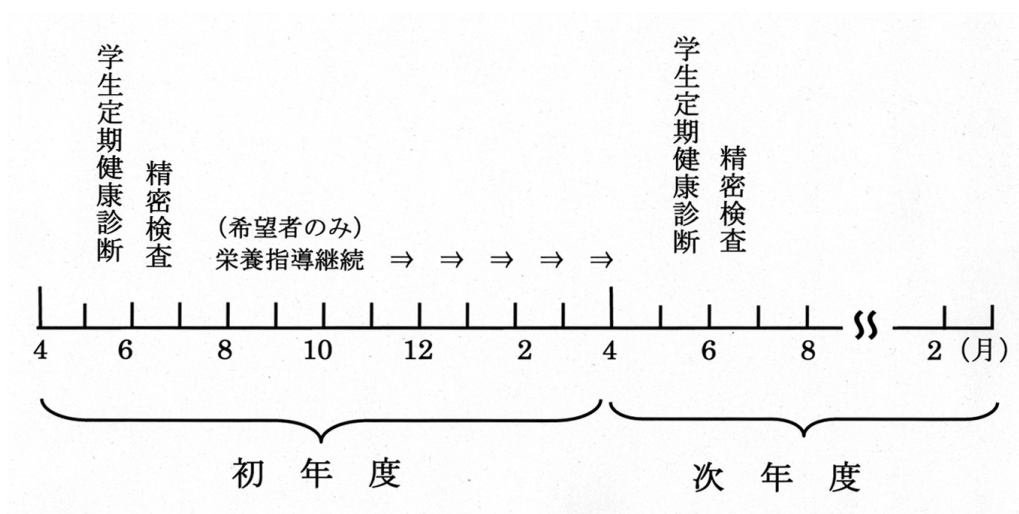 学生定期健康診断
精密検査
(希望者のみ)
栄養指導継続 ⇒ ⇒ ⇒ ⇒ ⇒
学生定期健康診断
精密検査
4 6 8 10 12 2 4 6 8 2 (月)
初年度
次年度